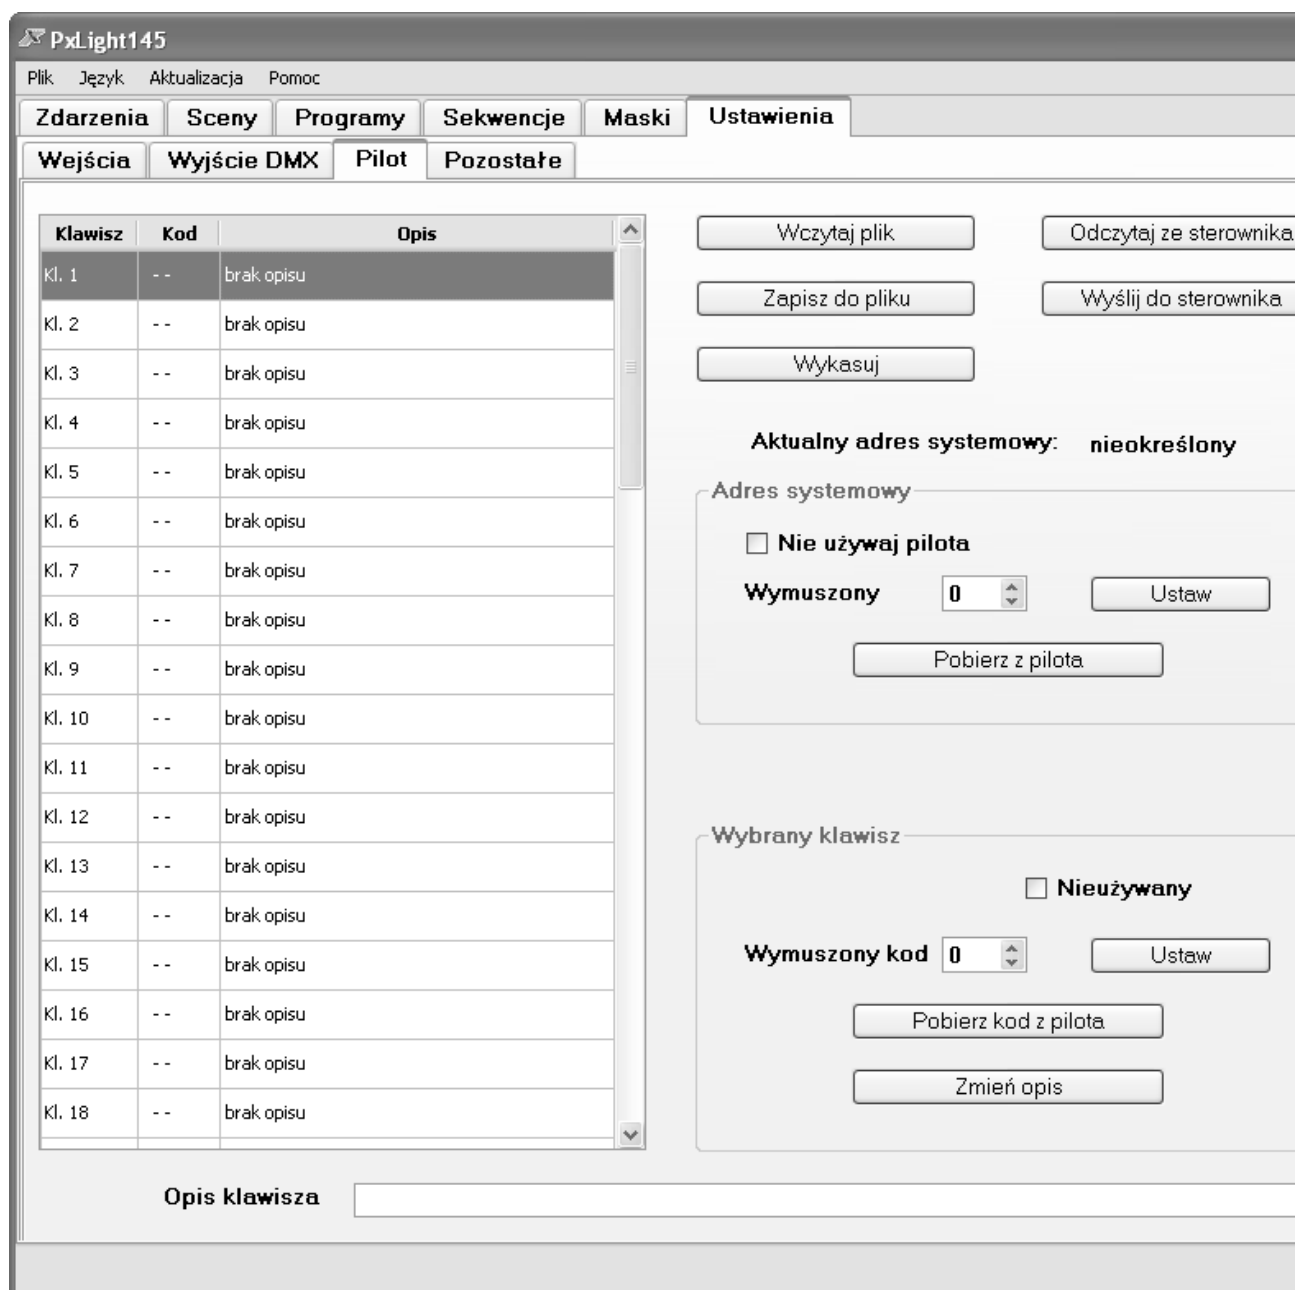 PxLight145
Plik Język Aktualizacja Pomoc
Zdarzenia Sceny Programy Sekwencje Maski Ustawienia
Wejścia Wyjście DMX Pilot Pozostałe
Klawisz Kod Opis
Kl. 1 - - brak opisu
Kl. 2 - - brak opisu
Kl. 3 - - brak opisu
Kl. 4 - - brak opisu
Kl. 5 - - brak opisu
Kl. 6 - - brak opisu
Kl. 7 - - brak opisu
Kl. 8 - - brak opisu
Kl. 9 - - brak opisu
Kl. 10 - - brak opisu
Kl. 11 - - brak opisu
Kl. 12 - - brak opisu
Kl. 13 - - brak opisu
Kl. 14 - - brak opisu
Kl. 15 - - brak opisu
Kl. 16 - - brak opisu
Kl. 17 - - brak opisu
Kl. 18 - - brak opisu
Wczytaj plik Odczytaj ze sterownika
Zapisz do pliku Wyślij do sterownika
Wykasuj
Aktualny adres systemowy: nieokreślony
Adres systemowy
Nie używaj pilota
Wymuszony 0 Ustaw
Pobierz z pilota
Wybrany klawisz
Nieużywany
Wymuszony kod 0 Ustaw
Pobierz kod z pilota
Zmień opis
Opis klawisza